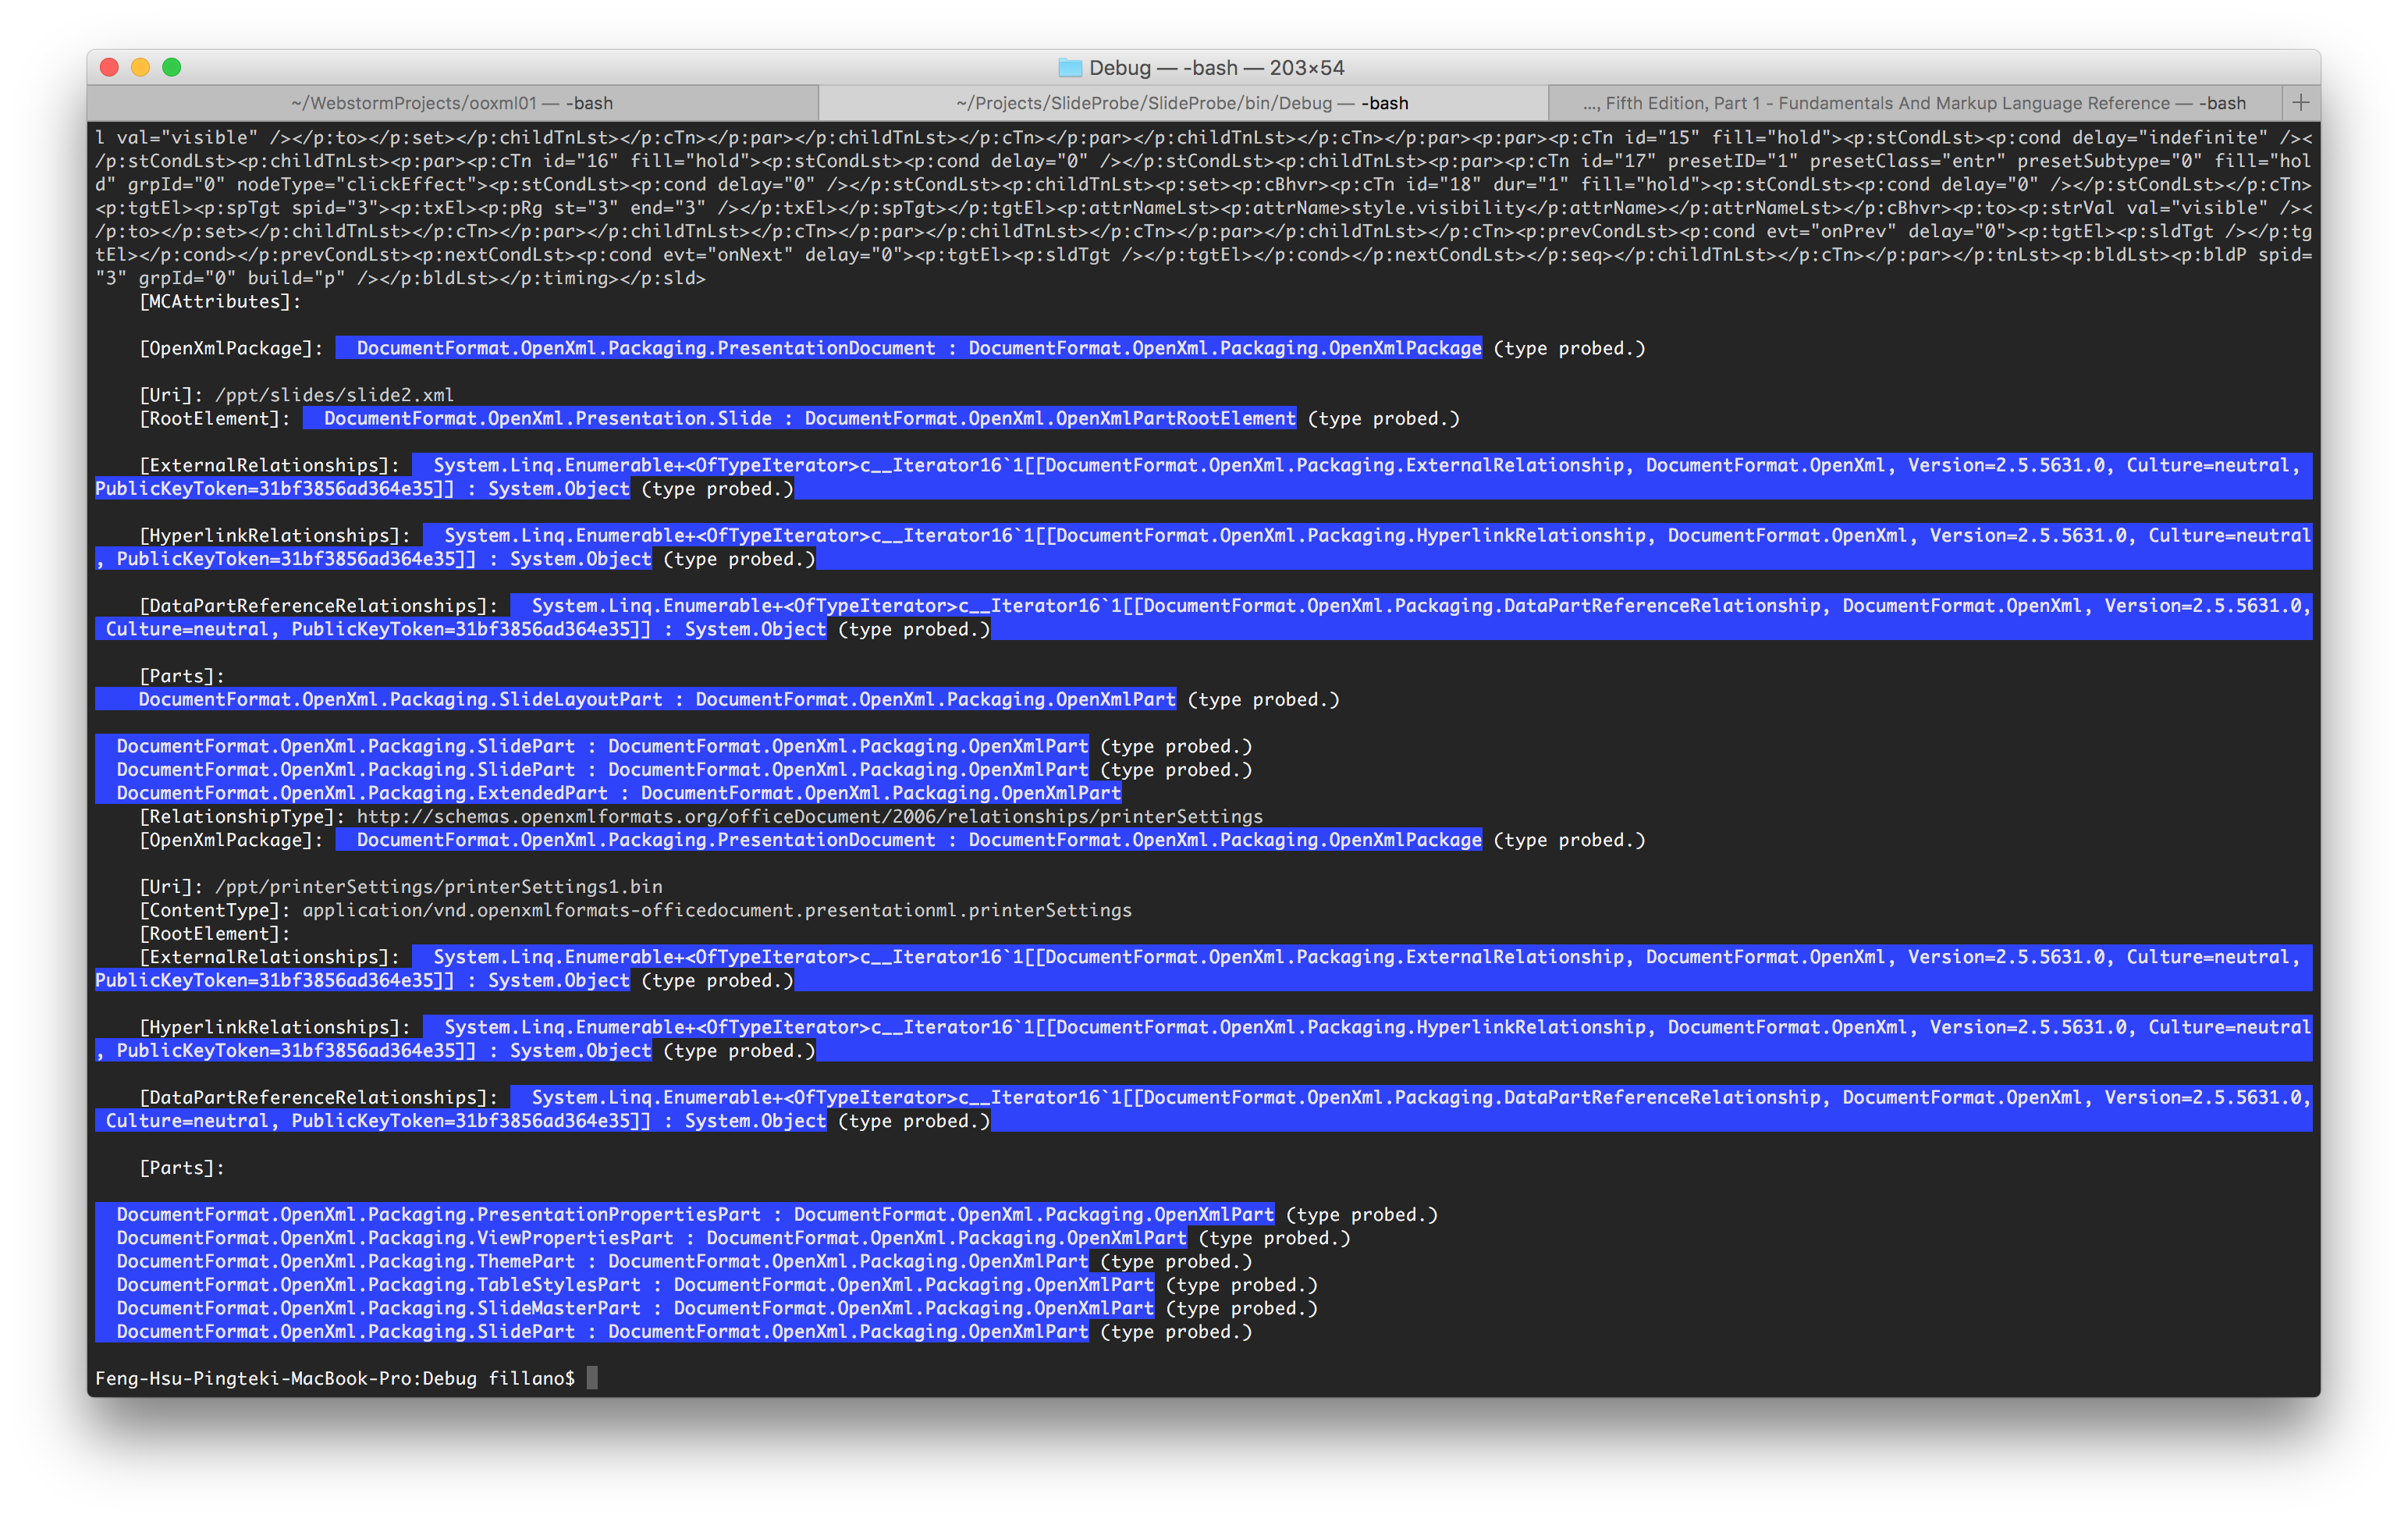 Debug — -bash — 203×54
~/WebstormProjects/ooxml01 — -bash
~/Projects/SlideProbe/SlideProbe/bin/Debug — -bash
..., Fifth Edition, Part 1 - Fundamentals And Markup Language Reference — -bash
+
l val="visible" /></p:to></p:set></p:childTnLst></p:cTn></p:par></p:childTnLst></p:cTn></p:par></p:childTnLst></p:cTn></p:par><p:par><p:cTn id="15" fill="hold"><p:stCondLst><p:cond delay="indefinite" /><
/p:stCondLst><p:childTnLst><p:par><p:cTn id="16" fill="hold"><p:stCondLst><p:cond delay="0" /></p:stCondLst><p:childTnLst><p:par><p:cTn id="17" presetID="1" presetClass="entr" presetSubtype="0" fill="hol
d" grpId="0" nodeType="clickEffect"><p:stCondLst><p:cond delay="0" /></p:stCondLst><p:childTnLst><p:set><p:cBhvr><p:cTn id="18" dur="1" fill="hold"><p:stCondLst><p:cond delay="0" /></p:stCondLst></p:cTn>
<p:tgtEl><p:spTgt spid="3"><p:txEl><p:pRg st="3" end="3" /></p:txEl></p:spTgt></p:tgtEl><p:attrNameLst><p:attrName>style.visibility</p:attrName></p:attrNameLst></p:cBhvr><p:to><p:strVal val="visible" /><
/p:to></p:set></p:childTnLst></p:cTn></p:par></p:childTnLst></p:cTn></p:par></p:childTnLst></p:cTn></p:par></p:childTnLst></p:cTn><p:prevCondLst><p:cond evt="onPrev" delay="0"><p:tgtEl><p:sldTgt /></p:tg
tEl></p:cond></p:prevCondLst><p:nextCondLst><p:cond evt="onNext" delay="0"><p:tgtEl><p:sldTgt /></p:tgtEl></p:cond></p:nextCondLst></p:seq></p:childTnLst></p:cTn></p:par></p:tnLst><p:bldLst><p:bldP spid=
"3" grpId="0" build="p" /></p:bldLst></p:timing></p:sld>
[MCAttributes]:
[OpenXmlPackage]: DocumentFormat.OpenXml.Packaging.PresentationDocument : DocumentFormat.OpenXml.Packaging.OpenXmlPackage (type probed.)
[Uri]: /ppt/slides/slide2.xml
[RootElement]: DocumentFormat.OpenXml.Presentation.Slide : DocumentFormat.OpenXml.OpenXmlPartRootElement (type probed.)
[ExternalRelationships]: System.Linq.Enumerable+<OfTypeIterator>c__Iterator16`1[[DocumentFormat.OpenXml.Packaging.ExternalRelationship, DocumentFormat.OpenXml, Version=2.5.5631.0, Culture=neutral,
PublicKeyToken=31bf3856ad364e35]] : System.Object (type probed.)
[HyperlinkRelationships]: System.Linq.Enumerable+<OfTypeIterator>c__Iterator16`1[[DocumentFormat.OpenXml.Packaging.HyperlinkRelationship, DocumentFormat.OpenXml, Version=2.5.5631.0, Culture=neutral
, PublicKeyToken=31bf3856ad364e35]] : System.Object (type probed.)
[DataPartReferenceRelationships]: System.Linq.Enumerable+<OfTypeIterator>c__Iterator16`1[[DocumentFormat.OpenXml.Packaging.DataPartReferenceRelationship, DocumentFormat.OpenXml, Version=2.5.5631.0,
Culture=neutral, PublicKeyToken=31bf3856ad364e35]] : System.Object (type probed.)
[Parts]:
DocumentFormat.OpenXml.Packaging.SlideLayoutPart : DocumentFormat.OpenXml.Packaging.OpenXmlPart (type probed.)
DocumentFormat.OpenXml.Packaging.SlidePart : DocumentFormat.OpenXml.Packaging.OpenXmlPart (type probed.)
DocumentFormat.OpenXml.Packaging.SlidePart : DocumentFormat.OpenXml.Packaging.OpenXmlPart (type probed.)
DocumentFormat.OpenXml.Packaging.ExtendedPart : DocumentFormat.OpenXml.Packaging.OpenXmlPart
[RelationshipType]: http://schemas.openxmlformats.org/officeDocument/2006/relationships/printerSettings
[OpenXmlPackage]: DocumentFormat.OpenXml.Packaging.PresentationDocument : DocumentFormat.OpenXml.Packaging.OpenXmlPackage (type probed.)
[Uri]: /ppt/printerSettings/printerSettings1.bin
[ContentType]: application/vnd.openxmlformats-officedocument.presentationml.printerSettings
[RootElement]:
[ExternalRelationships]: System.Linq.Enumerable+<OfTypeIterator>c__Iterator16`1[[DocumentFormat.OpenXml.Packaging.ExternalRelationship, DocumentFormat.OpenXml, Version=2.5.5631.0, Culture=neutral,
PublicKeyToken=31bf3856ad364e35]] : System.Object (type probed.)
[HyperlinkRelationships]: System.Linq.Enumerable+<OfTypeIterator>c__Iterator16`1[[DocumentFormat.OpenXml.Packaging.HyperlinkRelationship, DocumentFormat.OpenXml, Version=2.5.5631.0, Culture=neutral
, PublicKeyToken=31bf3856ad364e35]] : System.Object (type probed.)
[DataPartReferenceRelationships]: System.Linq.Enumerable+<OfTypeIterator>c__Iterator16`1[[DocumentFormat.OpenXml.Packaging.DataPartReferenceRelationship, DocumentFormat.OpenXml, Version=2.5.5631.0,
Culture=neutral, PublicKeyToken=31bf3856ad364e35]] : System.Object (type probed.)
[Parts]:
DocumentFormat.OpenXml.Packaging.PresentationPropertiesPart : DocumentFormat.OpenXml.Packaging.OpenXmlPart (type probed.)
DocumentFormat.OpenXml.Packaging.ViewPropertiesPart : DocumentFormat.OpenXml.Packaging.OpenXmlPart (type probed.)
DocumentFormat.OpenXml.Packaging.ThemePart : DocumentFormat.OpenXml.Packaging.OpenXmlPart (type probed.)
DocumentFormat.OpenXml.Packaging.TableStylesPart : DocumentFormat.OpenXml.Packaging.OpenXmlPart (type probed.)
DocumentFormat.OpenXml.Packaging.SlideMasterPart : DocumentFormat.OpenXml.Packaging.OpenXmlPart (type probed.)
DocumentFormat.OpenXml.Packaging.SlidePart : DocumentFormat.OpenXml.Packaging.OpenXmlPart (type probed.)
Feng-Hsu-Pingteki-MacBook-Pro:Debug fillano$